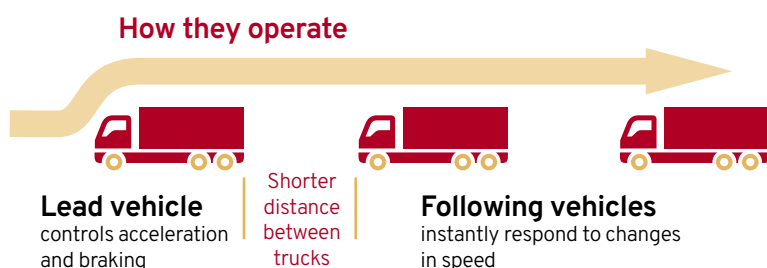 How they operate
Lead vehicle
controls acceleration
and braking
Shorter
distance
between
trucks
Following vehicles
instantly respond to changes
in speed